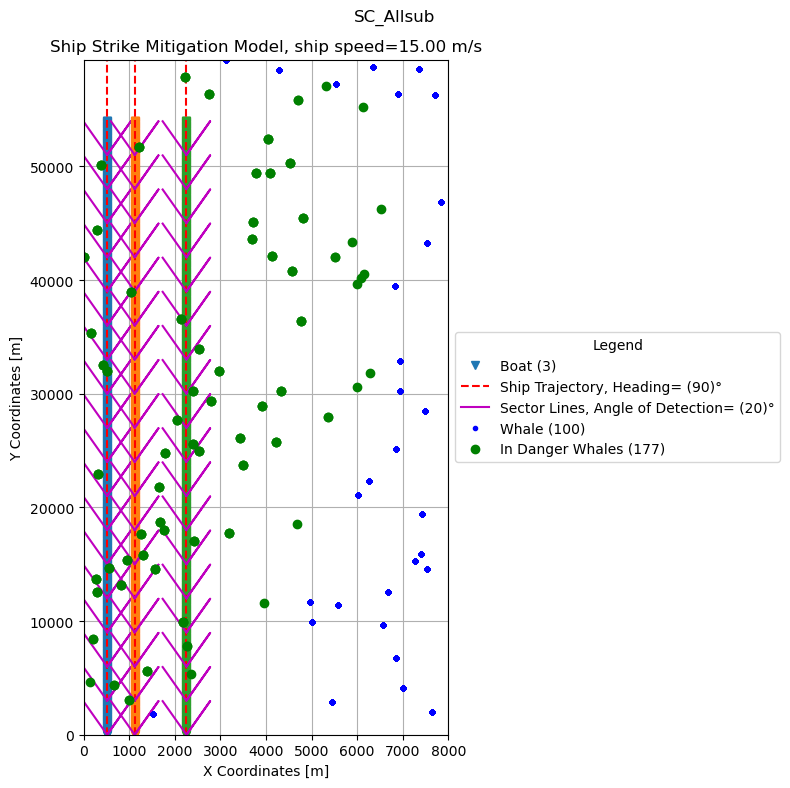 SC_Allsub
Ship Strike Mitigation Model, ship speed=15.00 m/s
Y Coordinates [m]
50000
40000
30000
20000
10000
0
0 1000 2000 3000 4000 5000 6000 7000 8000
X Coordinates [m]
Legend
Boat (3)
Ship Trajectory, Heading= (90)°
Sector Lines, Angle of Detection= (20)°
Whale (100)
In Danger Whales (177)